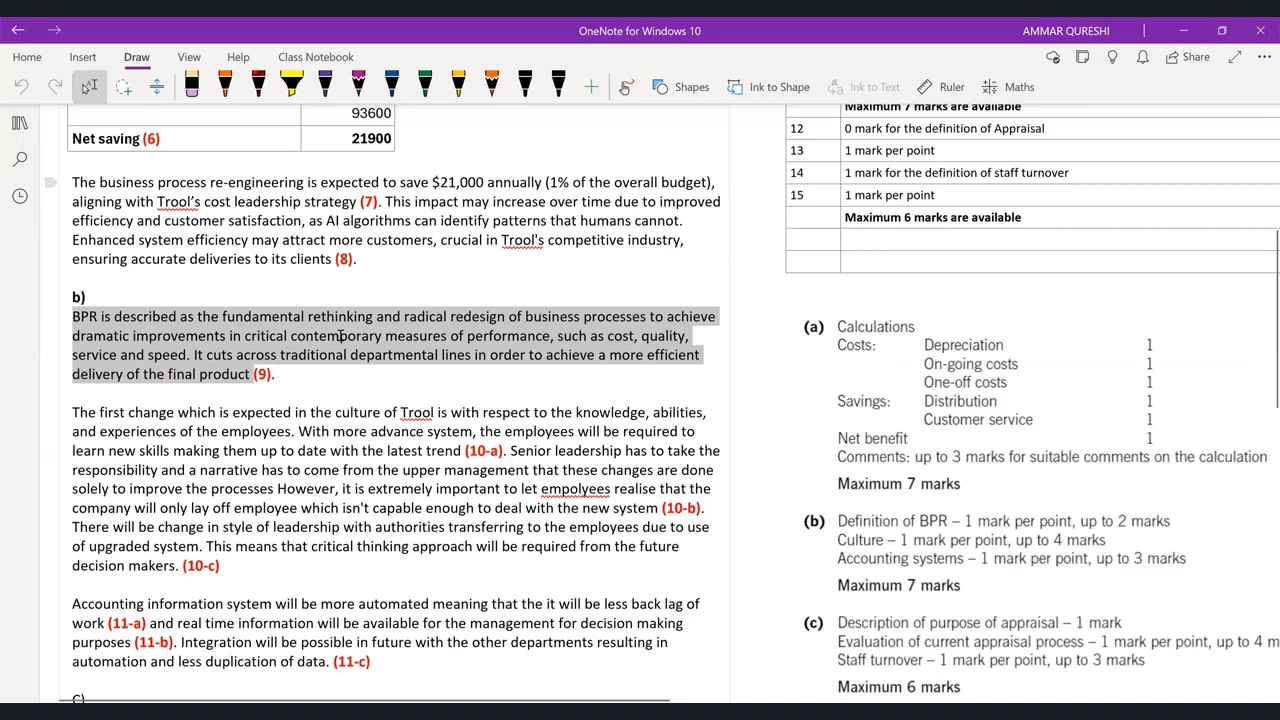 OneNote for Windows 10
AMMAR QURESHI
Home Insert Draw View Help Class Notebook
Share
Shapes Ink to Shape Ink to Text Ruler Maths
93600
Net saving (6) 21900
The business process re-engineering is expected to save $21,000 annually (1% of the overall budget),
aligning with Trool's cost leadership strategy (7). This impact may increase over time due to improved
efficiency and customer satisfaction, as AI algorithms can identify patterns that humans cannot.
Enhanced system efficiency may attract more customers, crucial in Trool's competitive industry,
ensuring accurate deliveries to its clients (8).
b)
BPR is described as the fundamental rethinking and radical redesign of business processes to achieve
dramatic improvements in critical contemporary measures of performance, such as cost, quality,
service and speed. It cuts across traditional departmental lines in order to achieve a more efficient
delivery of the final product (9).
The first change which is expected in the culture of Trool is with respect to the knowledge, abilities,
and experiences of the employees. With more advance system, the employees will be required to
learn new skills making them up to date with the latest trend (10-a). Senior leadership has to take the
responsibility and a narrative has to come from the upper management that these changes are done
solely to improve the processes However, it is extremely important to let empolyees realise that the
company will only lay off employee which isn't capable enough to deal with the new system (10-b).
There will be change in style of leadership with authorities transferring to the employees due to use
of upgraded system. This means that critical thinking approach will be required from the future
decision makers. (10-c)
Accounting information system will be more automated meaning that the it will be less back lag of
work (11-a) and real time information will be available for the management for decision making
purposes (11-b). Integration will be possible in future with the other departments resulting in
automation and less duplication of data. (11-c)
Maximum 7 marks are available
12 0 mark for the definition of Appraisal
13 1 mark per point
14 1 mark for the definition of staff turnover
15 1 mark per point
Maximum 6 marks are available
(a) Calculations
Costs: Depreciation 1
On-going costs 1
One-off costs 1
Savings: Distribution 1
Customer service 1
Net benefit 1
Comments: up to 3 marks for suitable comments on the calculation
Maximum 7 marks
(b) Definition of BPR – 1 mark per point, up to 2 marks
Culture – 1 mark per point, up to 4 marks
Accounting systems – 1 mark per point, up to 3 marks
Maximum 7 marks
(c) Description of purpose of appraisal – 1 mark
Evaluation of current appraisal process – 1 mark per point, up to 4 m
Staff turnover – 1 mark per point, up to 3 marks
Maximum 6 marks